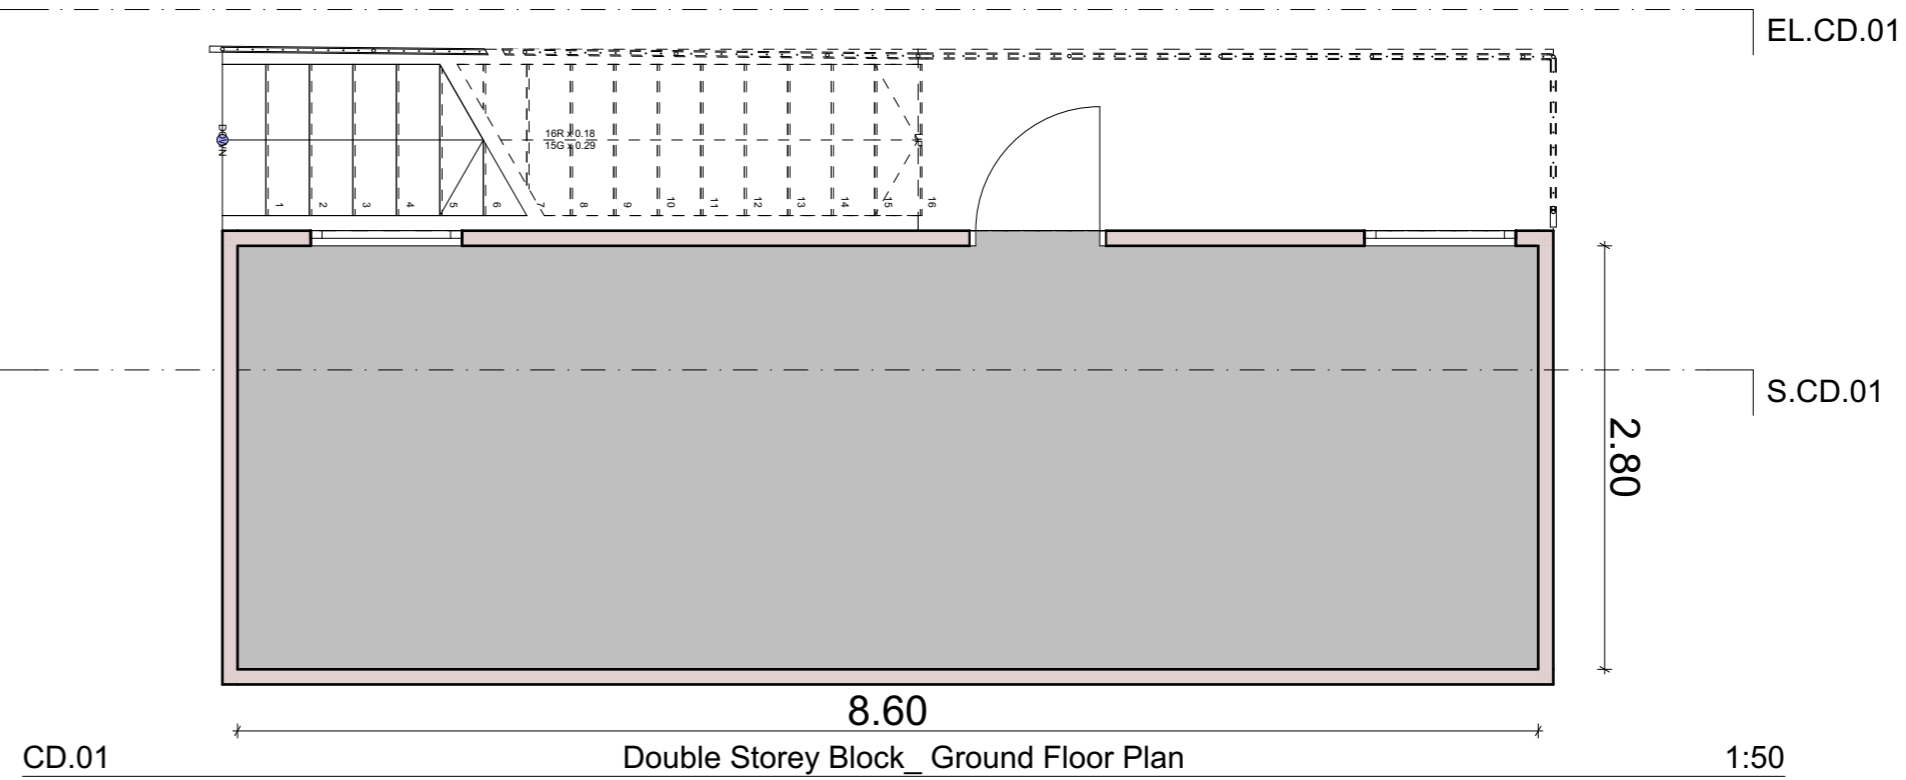 EL.CD.01
DOWN
16R x 0.18
15G x 0.29
1 2 3 4 5 6 7 8 9 10 11 12 13 14 15 16
S.CD.01
2.80
8.60
CD.01 Double Storey Block_ Ground Floor Plan 1:50